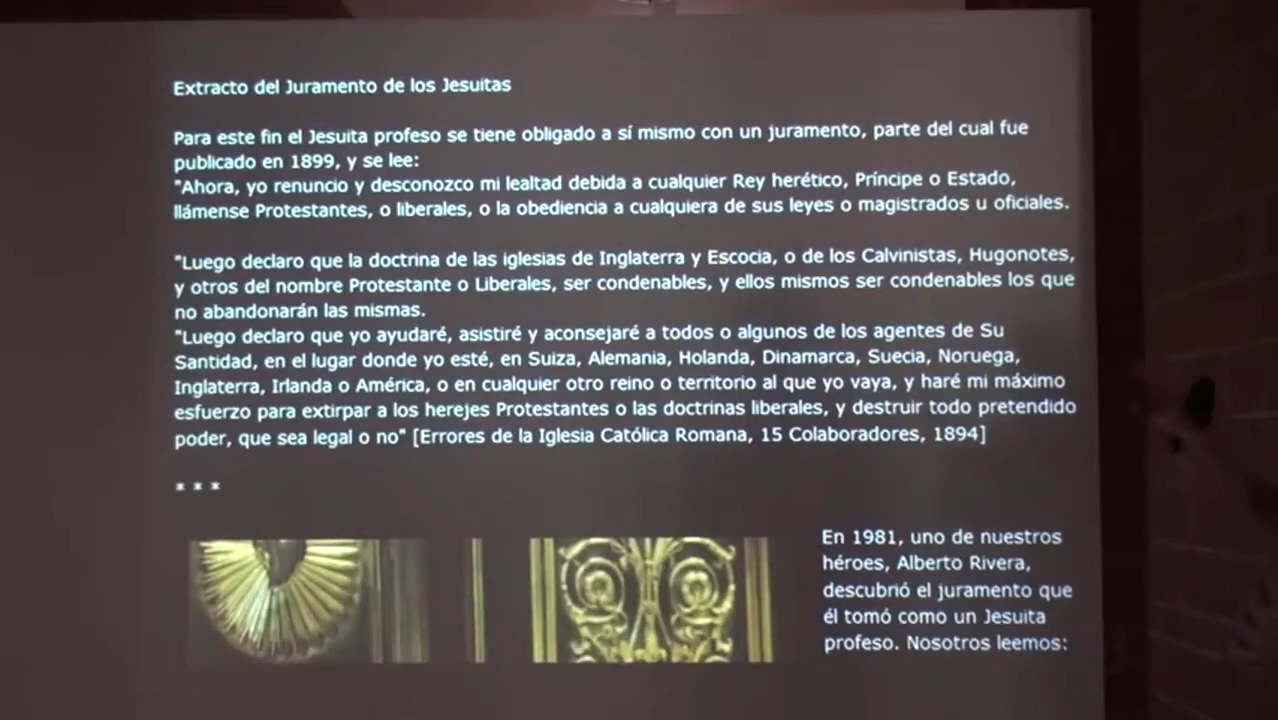 Extracto del Juramento de los Jesuitas
Para este fin el Jesuita profeso se tiene obligado a sí mismo con un juramento, parte del cual fue
publicado en 1899, y se lee:
"Ahora, yo renuncio y desconozco mi lealtad debida a cualquier Rey herético, Príncipe o Estado,
llámense Protestantes, o liberales, o la obediencia a cualquiera de sus leyes o magistrados u oficiales.
"Luego declaro que la doctrina de las iglesias de Inglaterra y Escocia, o de los Calvinistas, Hugonotes,
y otros del nombre Protestante o Liberales, ser condenables, y ellos mismos ser condenables los que
no abandonarán las mismas.
"Luego declaro que yo ayudaré, asistiré y aconsejaré a todos o algunos de los agentes de Su
Santidad, en el lugar donde yo esté, en Suiza, Alemania, Holanda, Dinamarca, Suecia, Noruega,
Inglaterra, Irlanda o América, o en cualquier otro reino o territorio al que yo vaya, y haré mi máximo
esfuerzo para extirpar a los herejes Protestantes o las doctrinas liberales, y destruir todo pretendido
poder, que sea legal o no" [Errores de la Iglesia Católica Romana, 15 Colaboradores, 1894]
* * *
En 1981, uno de nuestros
héroes, Alberto Rivera,
descubrió el juramento que
él tomó como un Jesuita
profeso. Nosotros leemos: